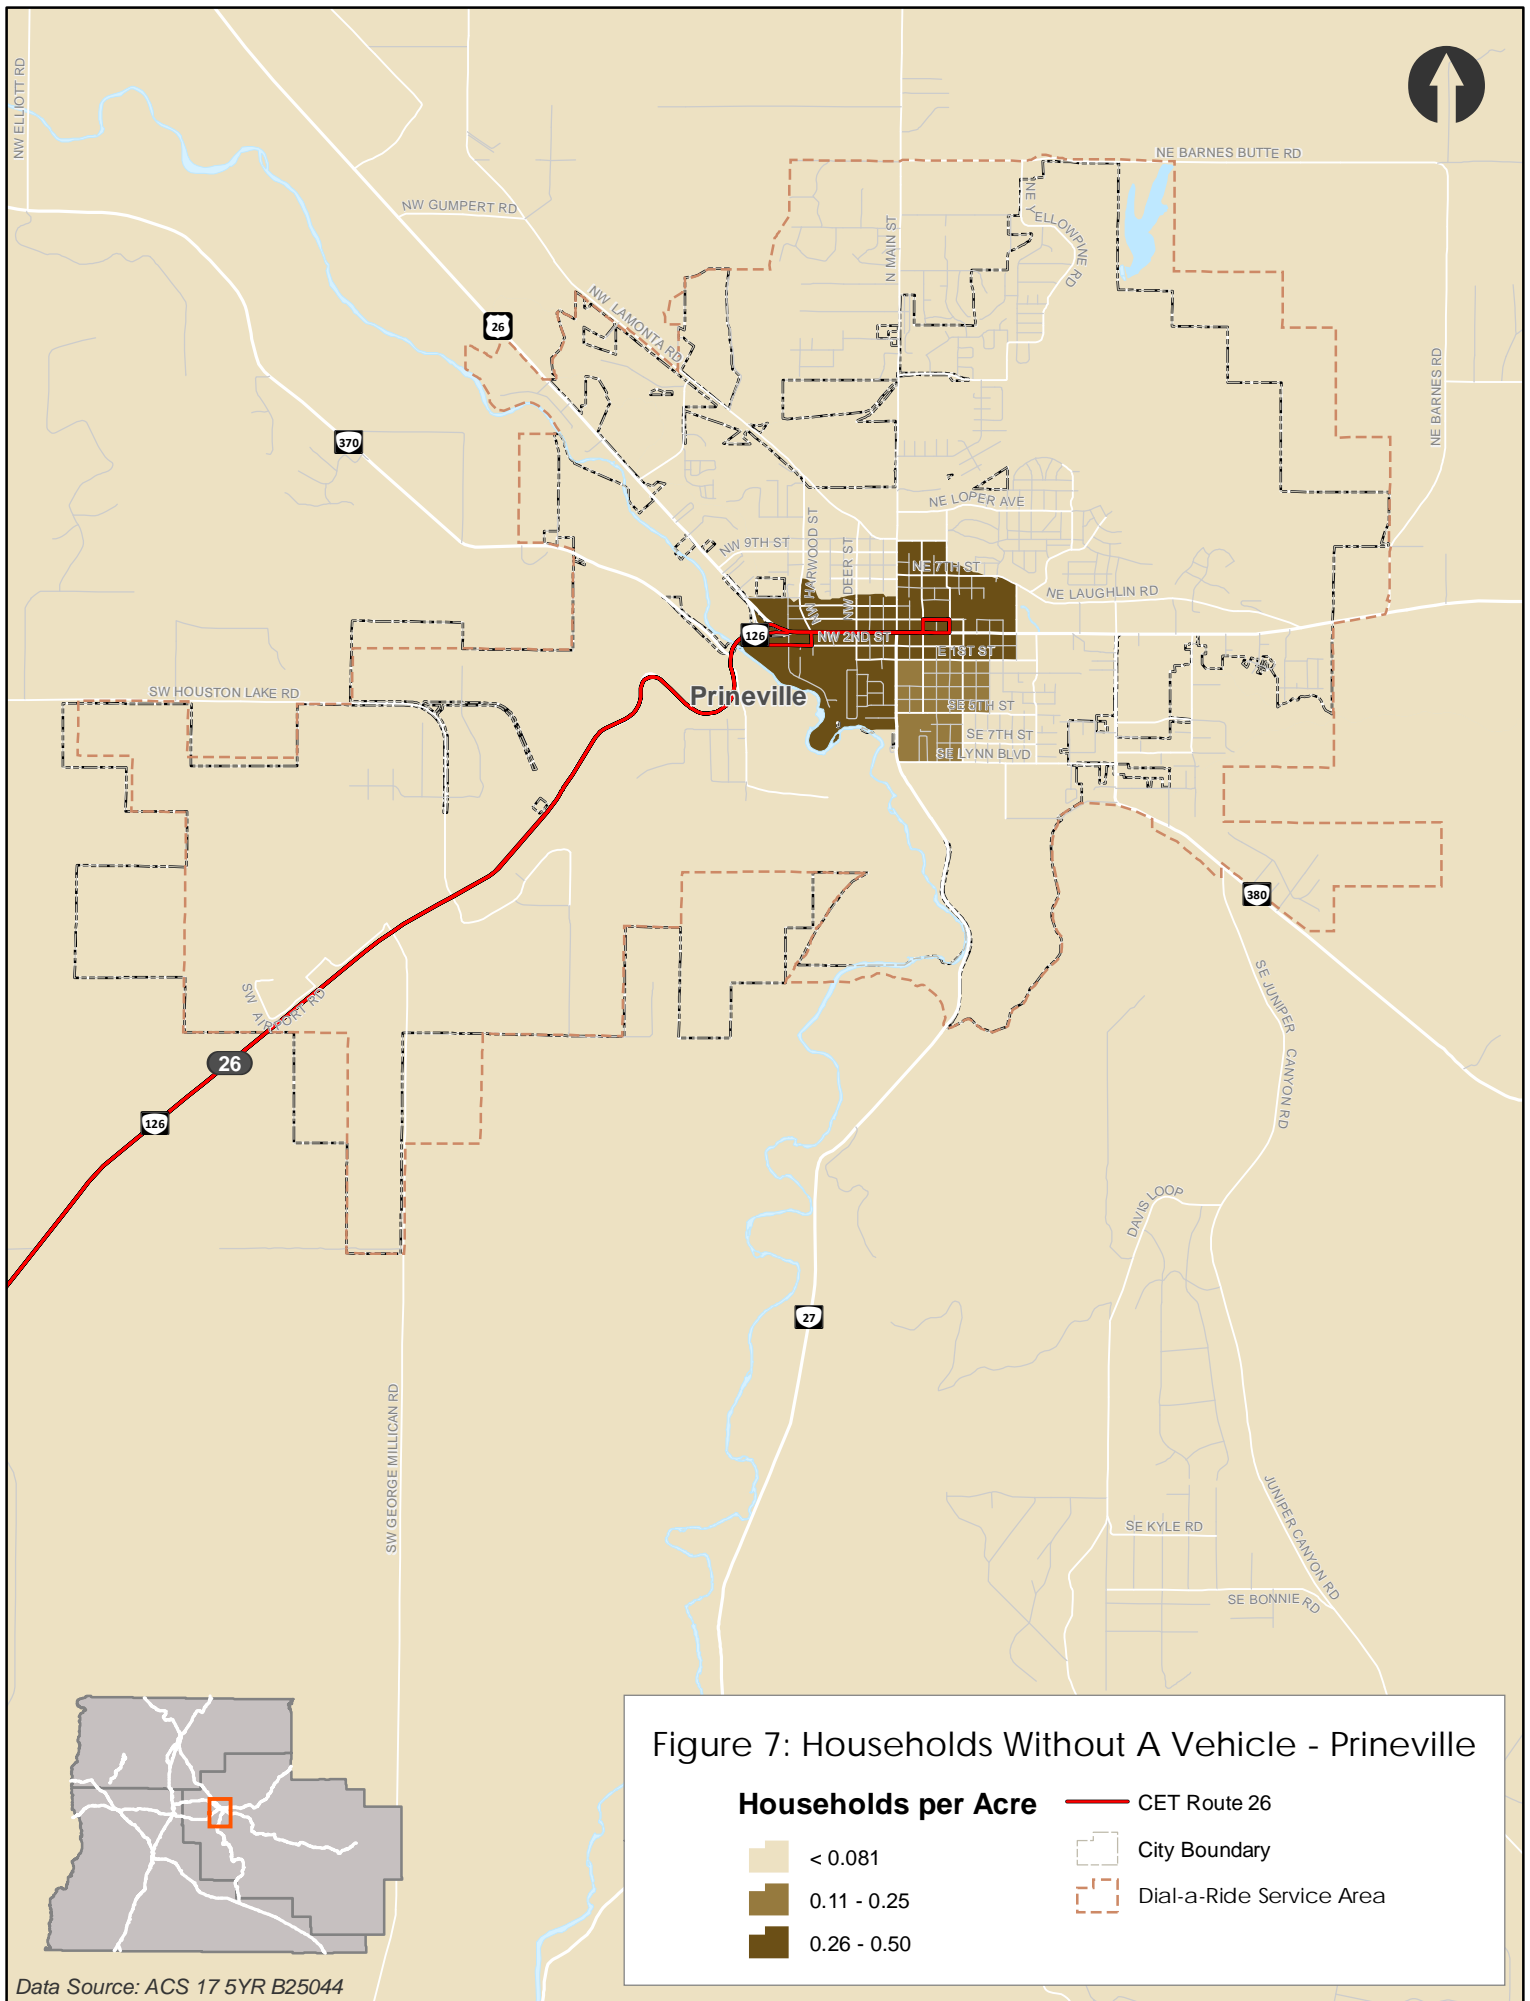 NW ELLIOTT RD
NE BARNES BUTTE RD
NW GUMPERT RD
N MAIN ST
NE YELLOWPINE RD
NW LAMONTA RD
26
NE BARNES RD
370
NE LOPER AVE
NW HARWOOD ST
NW DEER ST
NW 9TH ST
NE 7TH ST
NE LAUGHLIN RD
126
NW 2ND ST
E 1ST ST
SW HOUSTON LAKE RD
Prineville
SE 5TH ST
SE 7TH ST
SE LYNN BLVD
380
SW AIRPORT RD
SE JUNIPER CANYON RD
26
126
DAVIS LOOP
27
SW GEORGE MILLICAN RD
SE KYLE RD
JUNIPER CANYON RD
SE BONNIE RD
Figure 7: Households Without A Vehicle - Prineville
Households per Acre
< 0.081
0.11 - 0.25
0.26 - 0.50
CET Route 26
City Boundary
Dial-a-Ride Service Area
Data Source: ACS 17 5YR B25044